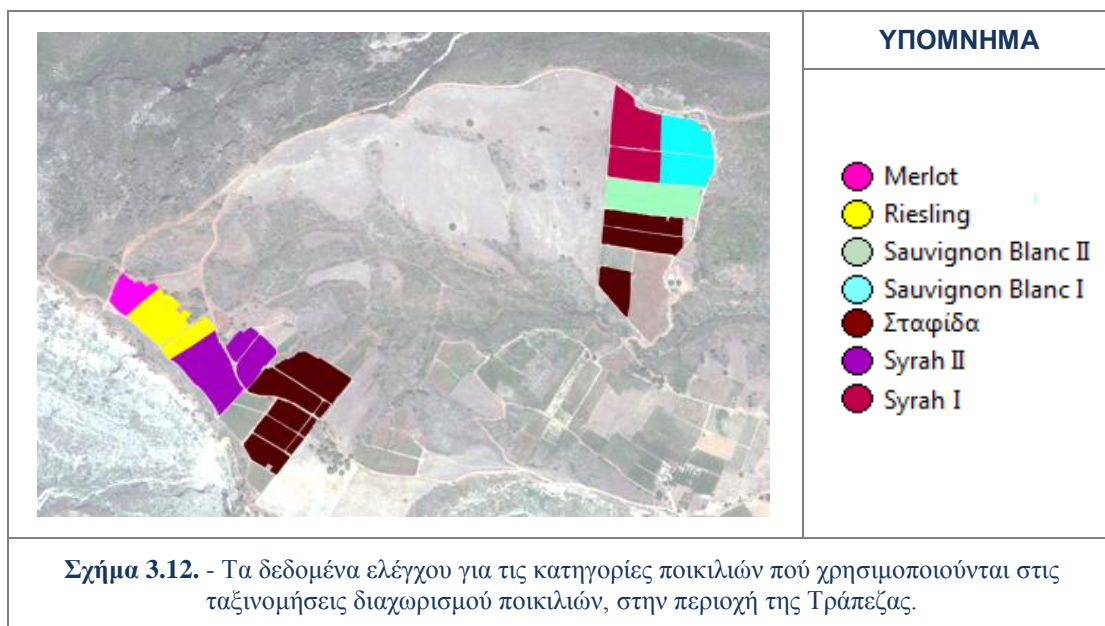 ΥΠΟΜΝΗΜΑ
Merlot
Riesling
Sauvignon Blanc II
Sauvignon Blanc I
Σταφίδα
Syrah II
Syrah I
Σχήμα 3.12. - Τα δεδομένα ελέγχου για τις κατηγορίες ποικιλιών πού χρησιμοποιούνται στις
ταξινομήσεις διαχωρισμού ποικιλιών, στην περιοχή της Τράπεζας.